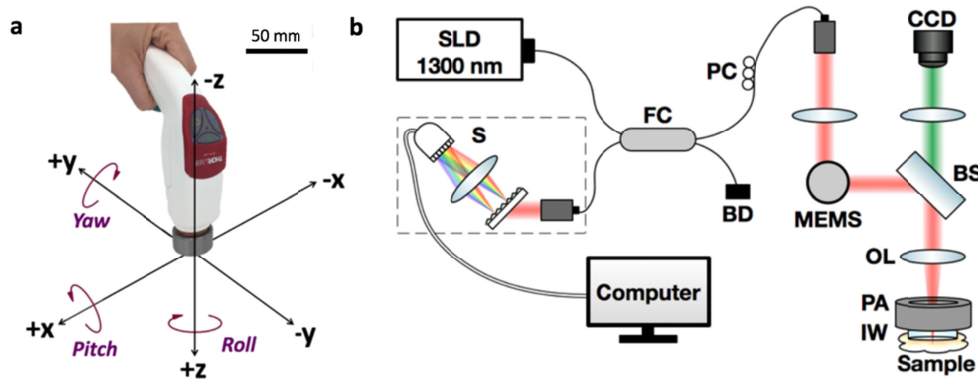 a
50 mm
-z
+y
-x
Yaw
THORLABS
+x
-y
Pitch
Roll
+z
b
SLD
1300 nm
PC
CCD
FC
S
BS
BD
MEMS
OL
Computer
PA
IW
Sample